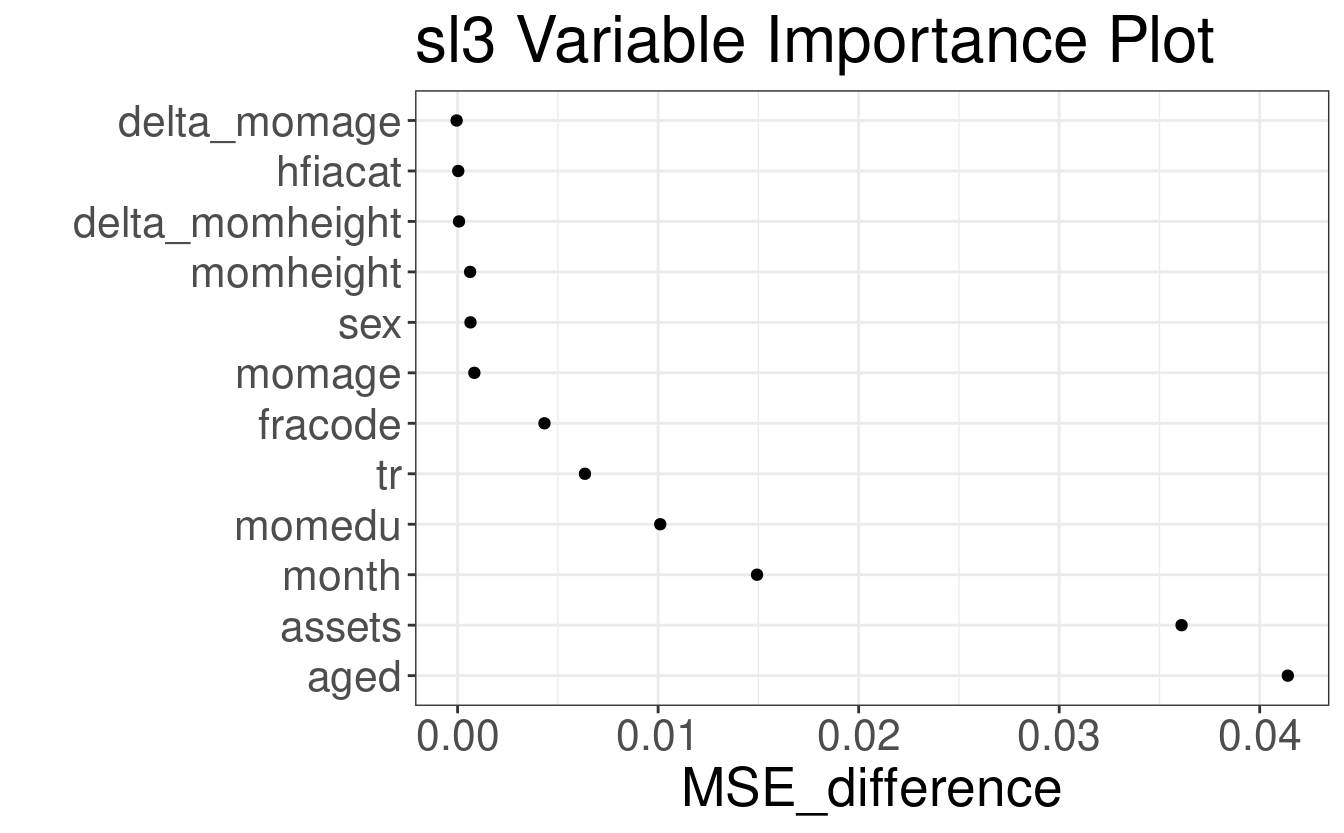 sl3 Variable Importance Plot
delta_momage
hfiacat
delta_momheight
momheight
sex
momage
fracode
tr
momedu
month
assets
aged
0.00 0.01 0.02 0.03 0.04
MSE_difference